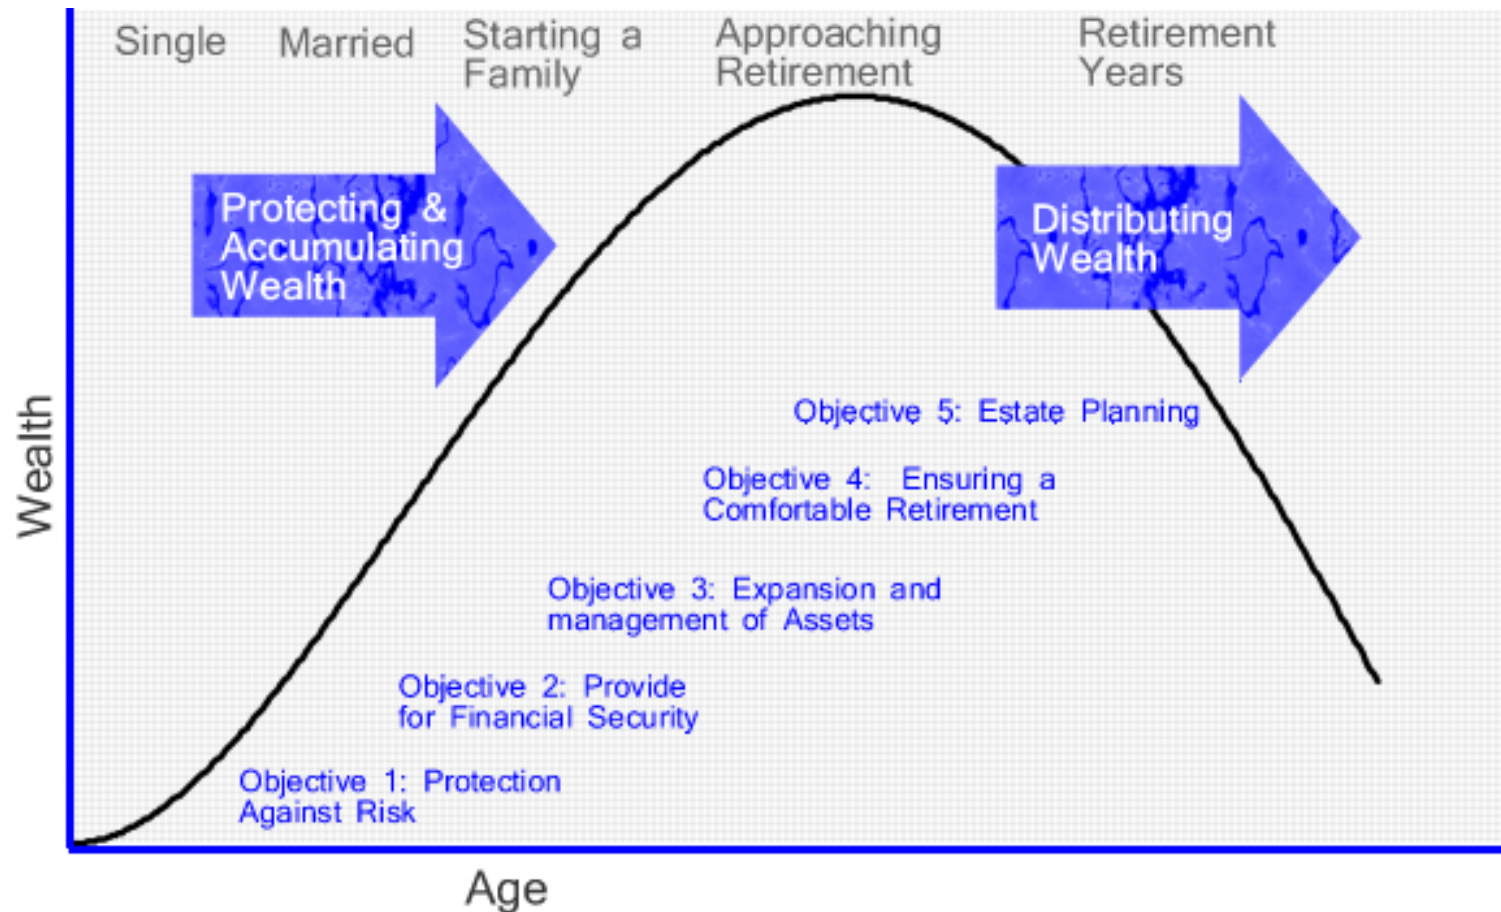 Single
Married
Starting a
Family
Approaching
Retirement
Retirement
Years
Protecting &
Accumulating
Wealth
Distributing
Wealth
Objective 5: Estate Planning
Objective 4: Ensuring a
Comfortable Retirement
Objective 3: Expansion and
management of Assets
Objective 2: Provide
for Financial Security
Objective 1: Protection
Against Risk
Wealth
Age